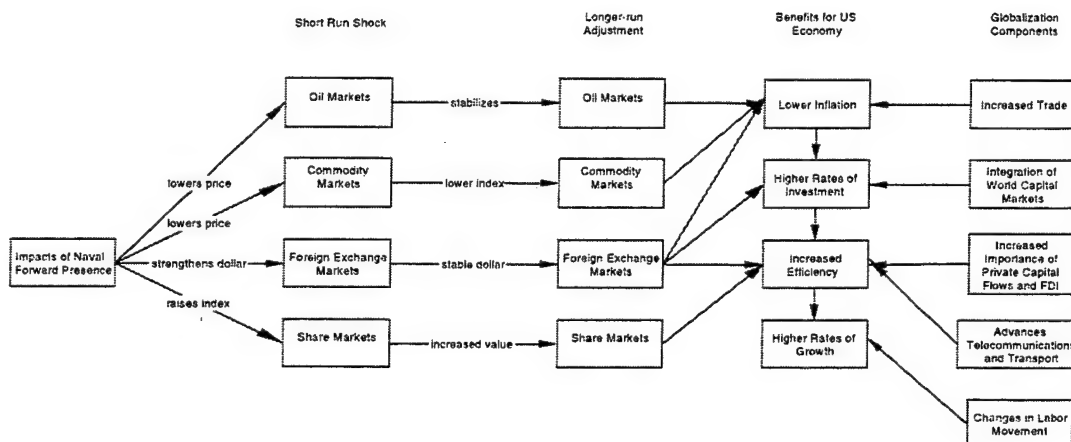 Short Run Shock
Longer-run
Adjustment
Benefits for US
Economy
Globalization
Components
Oil Markets
stabilizes
Oil Markets
Lower Inflation
Increased Trade
lowers price
Commodity
Markets
lower index
Commodity
Markets
Higher Rates of
Investment
Integration of
World Capital
Markets
lowers price
Impacts of Naval
Forward Presence
strengthens dollar
Foreign Exchange
Markets
stable dollar
Foreign Exchange
Markets
Increased
Efficiency
Increased
Importance of
Private Capital
Flows and FDI
raises index
Share Markets
increased value
Share Markets
Higher Rates of
Growth
Advances
Telecommunications
and Transport
Changes in Labor
Movement